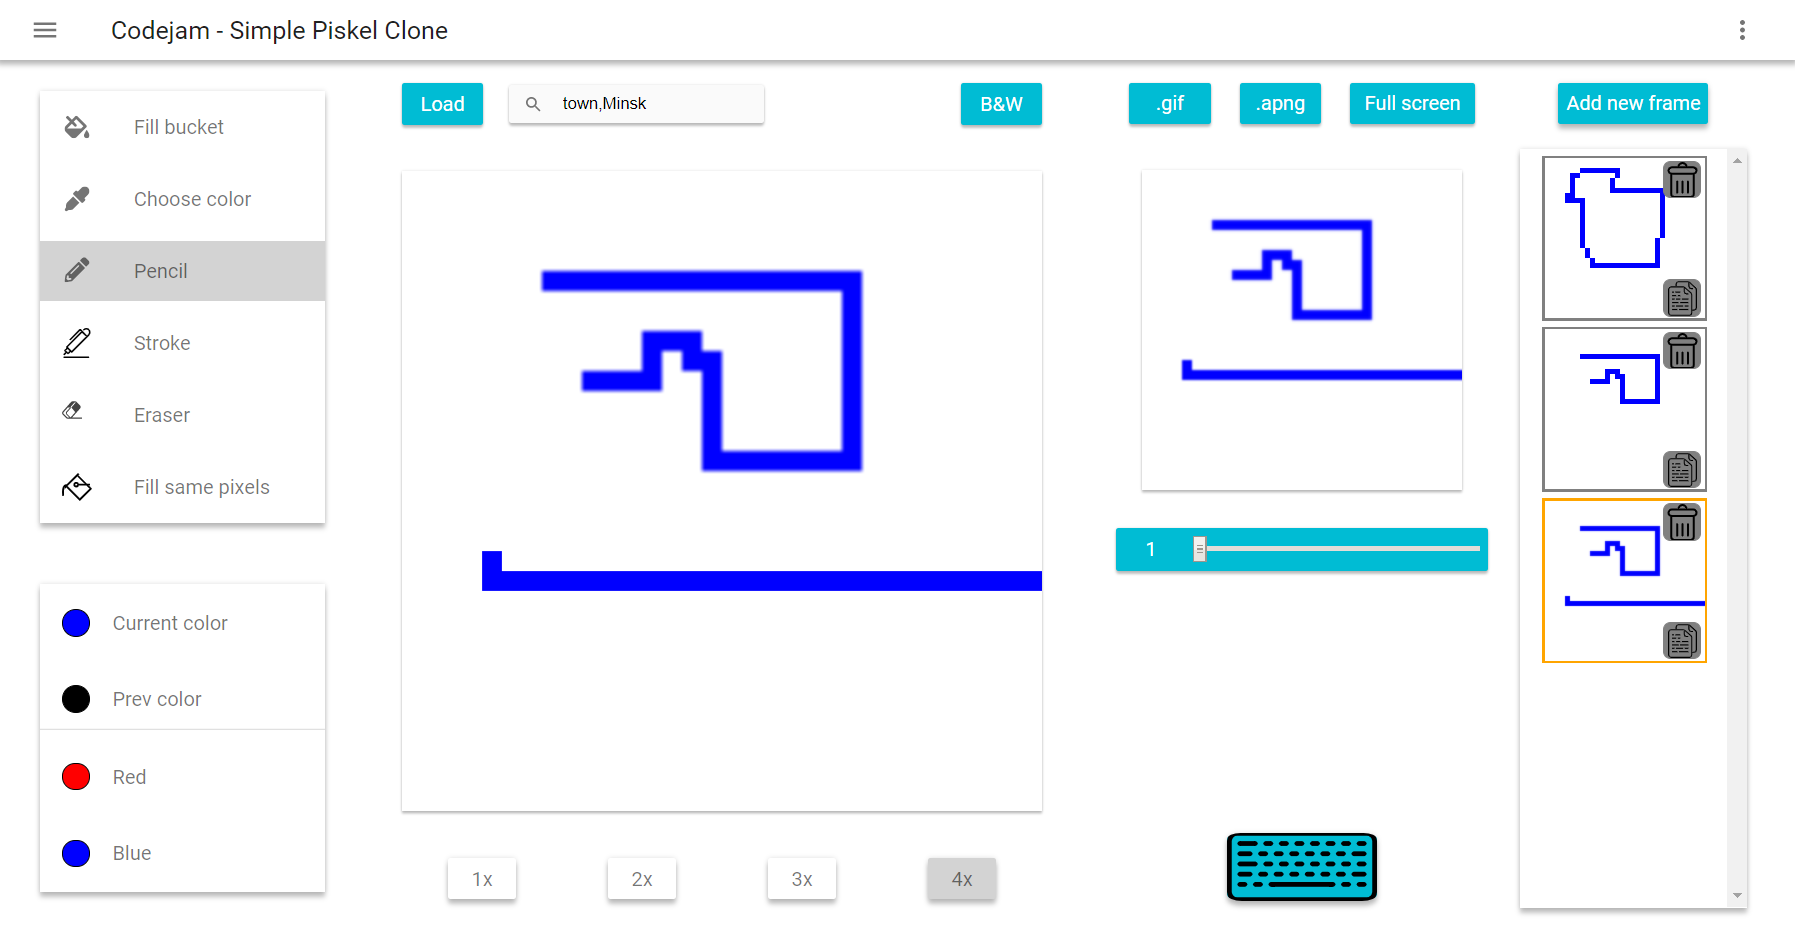 Codejam - Simple Piskel Clone
Fill bucket
Choose color
Pencil
Stroke
Eraser
Fill same pixels
Current color
Prev color
Red
Blue
Load
town,Minsk
B&W
1x
2x
3x
4x
.gif
.apng
Full screen
1
Add new frame